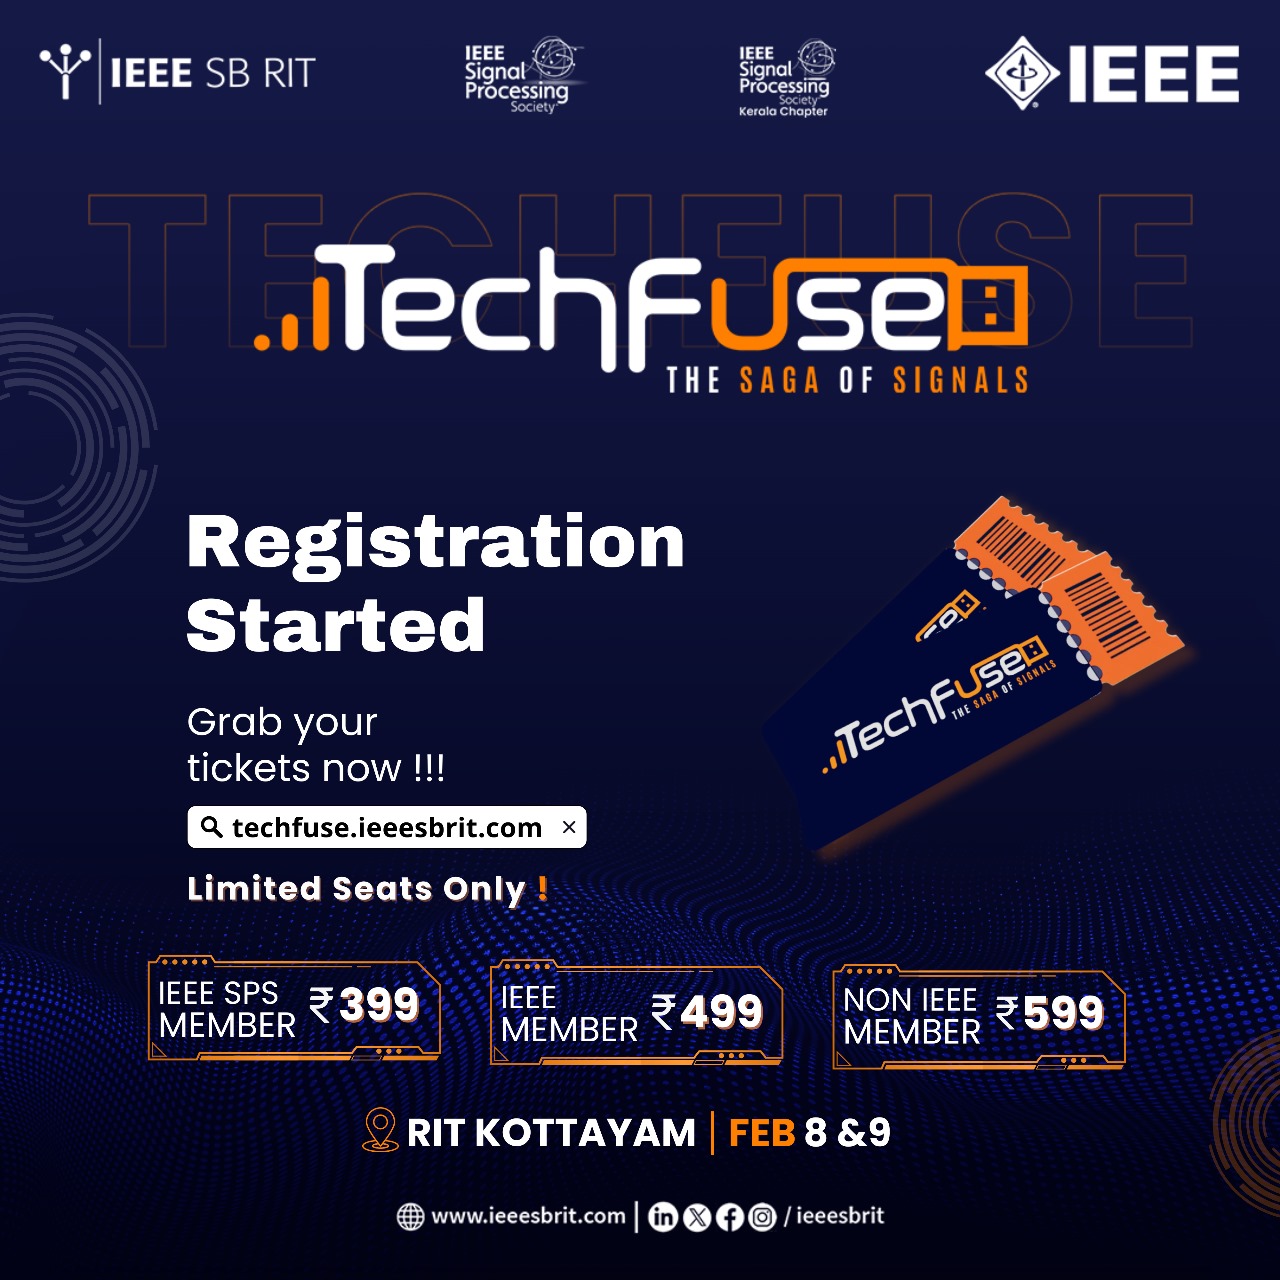 IEEE SB RIT
IEEE
Signal
Processing
Society
IEEE
Signal
Processing
Society
Kerala Chapter
IEEE
TECHFUSE
TechFuse
THE SAGA OF SIGNALS
Registration
Started
Grab your
tickets now !!!
techfuse.ieeesbrit.com ×
Limited Seats Only !
TechFuse
THE SAGA OF SIGNALS
IEEE SPS
MEMBER
₹399
IEEE
MEMBER
₹499
NON IEEE
MEMBER
₹599
RIT KOTTAYAM | FEB 8 &9
www.ieeesbrit.com | / ieeesbrit